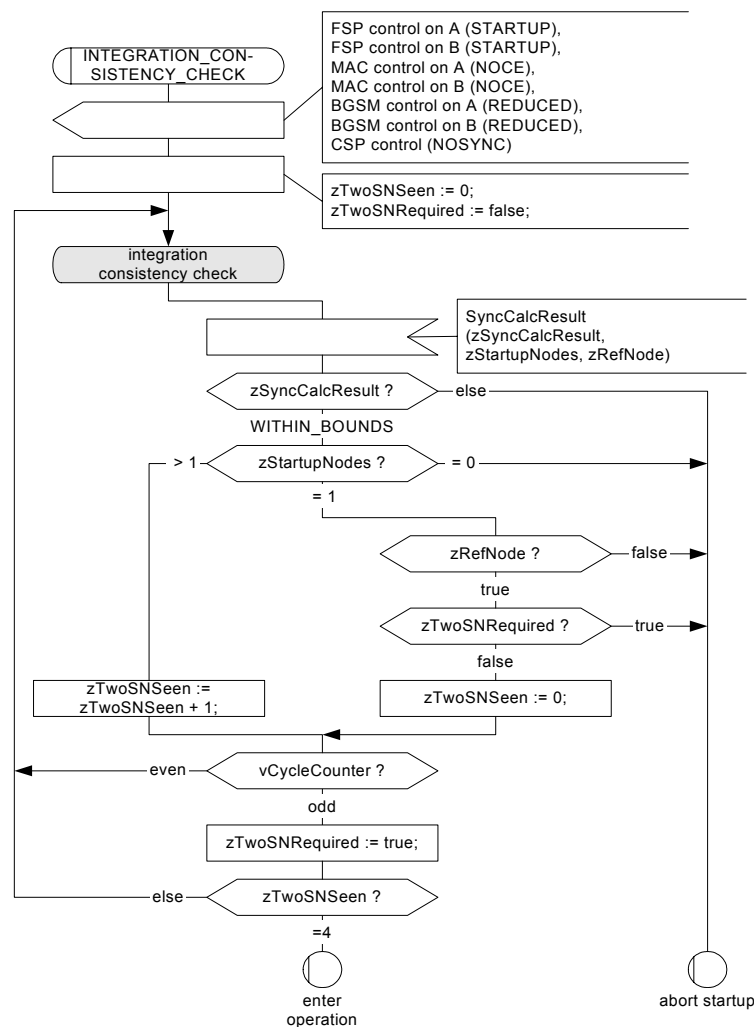 INTEGRATION_CON-
SISTENCY_CHECK
FSP control on A (STARTUP),
FSP control on B (STARTUP),
MAC control on A (NOCE),
MAC control on B (NOCE),
BGSM control on A (REDUCED),
BGSM control on B (REDUCED),
CSP control (NOSYNC)
zTwoSNSeen := 0;
zTwoSNRequired := false;
integration
consistency check
SyncCalcResult
(zSyncCalcResult,
zStartupNodes, zRefNode)
zSyncCalcResult ?
else
WITHIN_BOUNDS
> 1
zStartupNodes ?
= 0
= 1
zRefNode ?
false
true
zTwoSNRequired ?
true
false
zTwoSNSeen :=
zTwoSNSeen + 1;
zTwoSNSeen := 0;
even
vCycleCounter ?
odd
zTwoSNRequired := true;
else
zTwoSNSeen ?
=4
enter
operation
abort startup